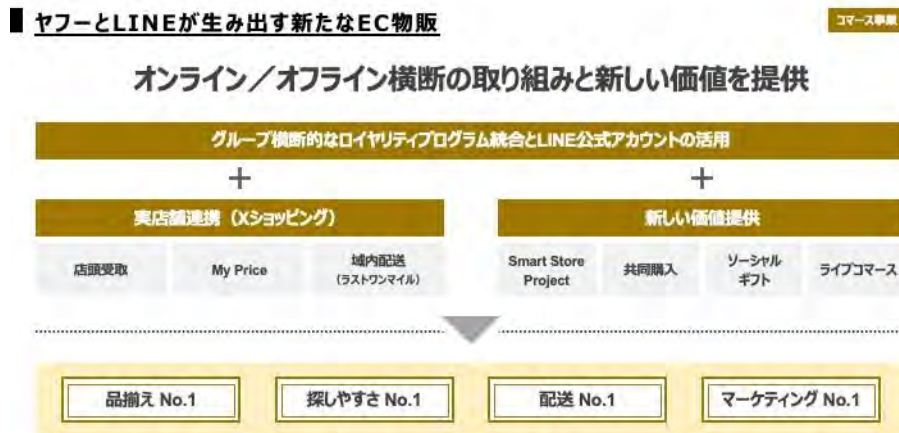 ヤフーとLINEが生み出す新たなEC物販
コマース事業
オンライン／オフライン横断の取り組みと新しい価値を提供
グループ横断的なロイヤリティプログラム統合とLINE公式アカウントの活用
+
+
実店舗連携（Xショッピング）
新しい価値提供
店頭受取
My Price
域内配送
（ラストワンマイル）
Smart Store
Project
共同購入
ソーシャル
ギフト
ライブコマース
品揃え No.1
探しやすさ No.1
配送 No.1
マーケティング No.1